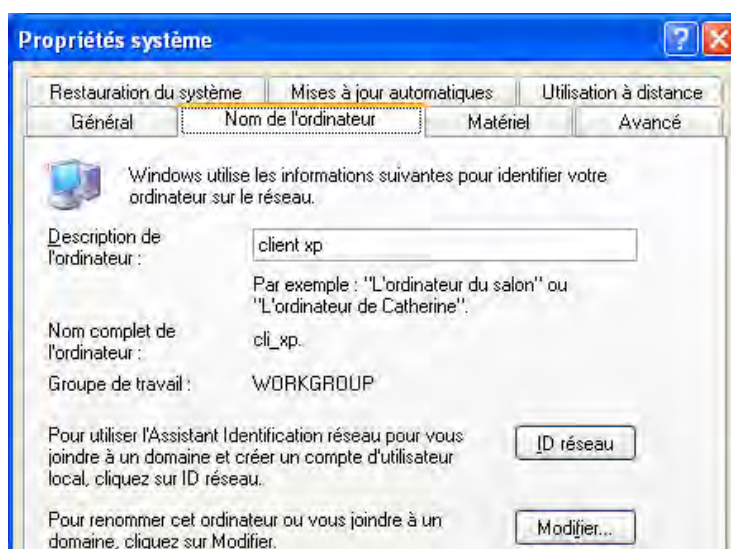 Propriétés système
Restauration du système Mises à jour automatiques Utilisation à distance
Général Nom de l'ordinateur Matériel Avancé
Windows utilise les informations suivantes pour identifier votre
ordinateur sur le réseau.
Description de
l'ordinateur :
client xp
Par exemple : "L'ordinateur du salon" ou
"L'ordinateur de Catherine".
Nom complet de
l'ordinateur :
cli_xp.
Groupe de travail : WORKGROUP
Pour utiliser l'Assistant Identification réseau pour vous
joindre à un domaine et créer un compte d'utilisateur
local, cliquez sur ID réseau.
ID réseau
Pour renommer cet ordinateur ou vous joindre à un
domaine, cliquez sur Modifier.
Modifier...